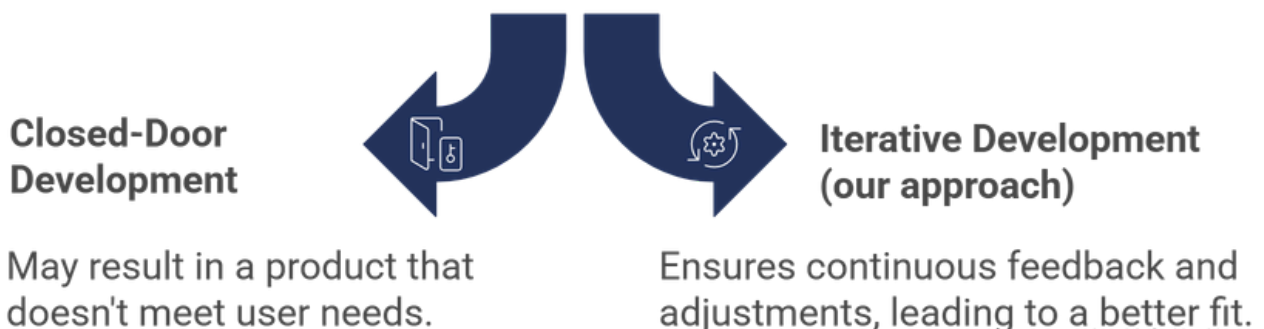 Closed-Door
Development
May result in a product that
doesn't meet user needs.
Iterative Development
(our approach)
Ensures continuous feedback and
adjustments, leading to a better fit.